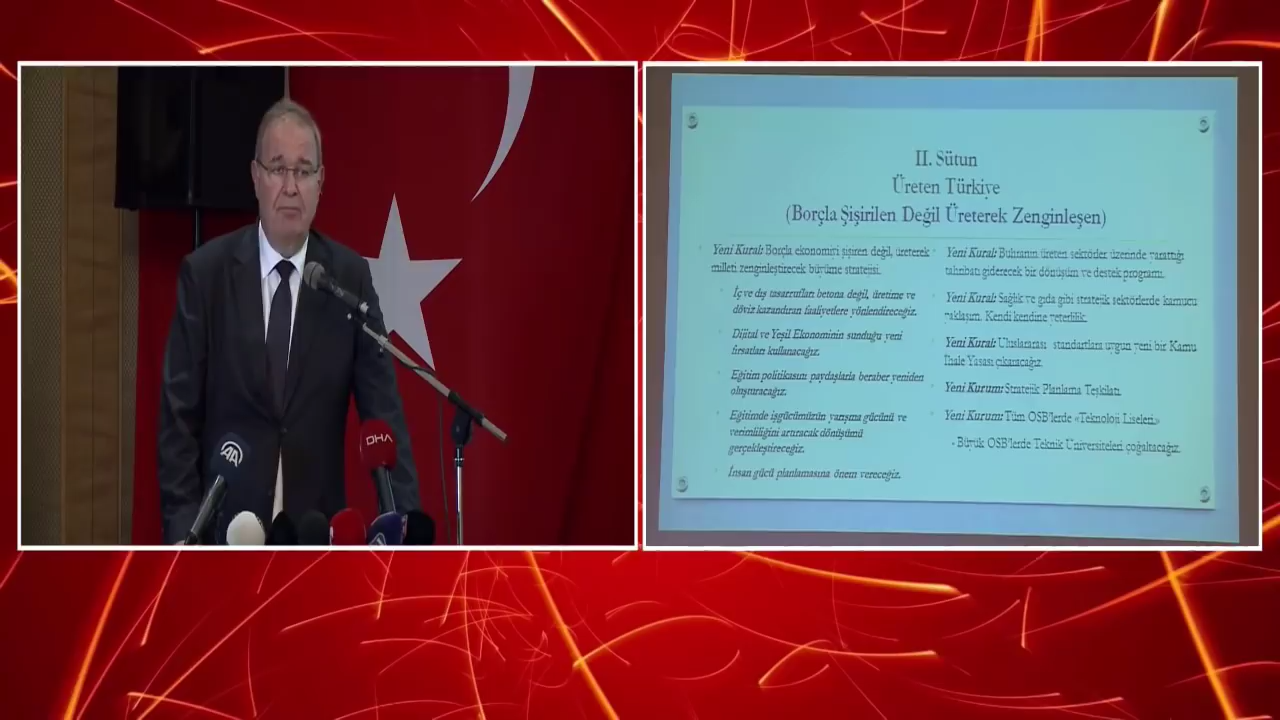 AA
DHA
II. Sütun
Üreten Türkiye
(Borçla Şişirilen Değil Üreterek Zenginleşen)
Yeni Kural: Borçla ekonomiyi şişiren değil, üreterek
milleti zenginleştirecek büyüme stratejisi.
İç ve dış tasarrufları betona değil, üretime ve
döviz kazandıran faaliyetlere yönlendireceğiz.
Dijital ve Yeşil Ekonominin sunduğu yeni
fırsatları kullanacağız.
Eğitim politikasını paydaşlarla beraber yeniden
oluşturacağız.
Eğitimde işgücümüzün yarışma gücünü ve
verimliliğini artıracak dönüşümü
gerçekleştireceğiz.
İnsan gücü planlamasına önem vereceğiz.
Yeni Kural: Buhranın üreten sektörler üzerinde yarattığı
tahribatı giderecek bir dönüşüm ve destek programı.
Yeni Kural: Sağlık ve gıda gibi stratejik sektörlerde kamucu
yaklaşım. Kendi kendine yeterlilik.
Yeni Kural: Uluslararası standartlara uygun yeni bir Kamu
İhale Yasası çıkaracağız.
Yeni Kurum: Stratejik Planlama Teşkilatı.
Yeni Kurum: Tüm OSB'lerde «Teknoloji Liseleri»
- Büyük OSB'lerde Teknik Üniversiteleri çoğaltacağız.